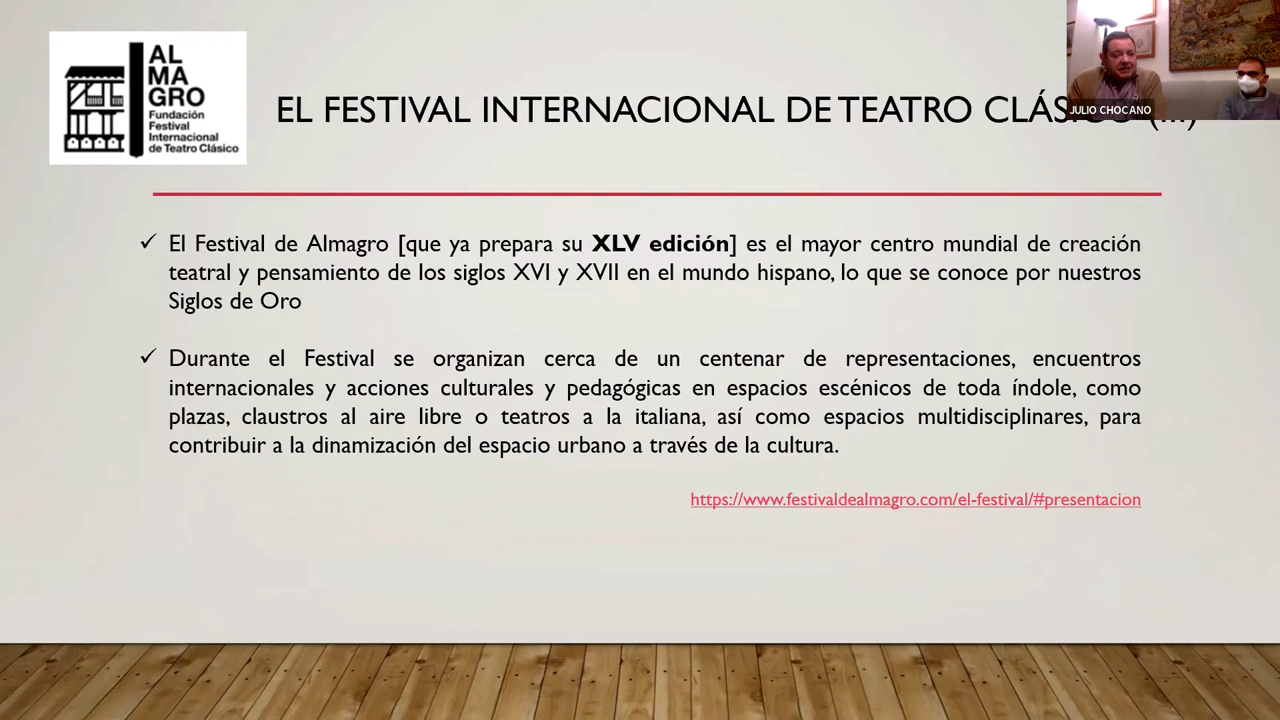 AL
MA
GRO
Fundación
Festival
Internacional
de Teatro Clásico
EL FESTIVAL INTERNACIONAL DE TEATRO
JULIO CHOCANO
✓ El Festival de Almagro [que ya prepara su XLV edición] es el mayor centro mundial de creación
teatral y pensamiento de los siglos XVI y XVII en el mundo hispano, lo que se conoce por nuestros
Siglos de Oro
✓ Durante el Festival se organizan cerca de un centenar de representaciones, encuentros
internacionales y acciones culturales y pedagógicas en espacios escénicos de toda índole, como
plazas, claustros al aire libre o teatros a la italiana, así como espacios multidisciplinares, para
contribuir a la dinamización del espacio urbano a través de la cultura.
https://www.festivaldealmagro.com/el-festival/#presentacion